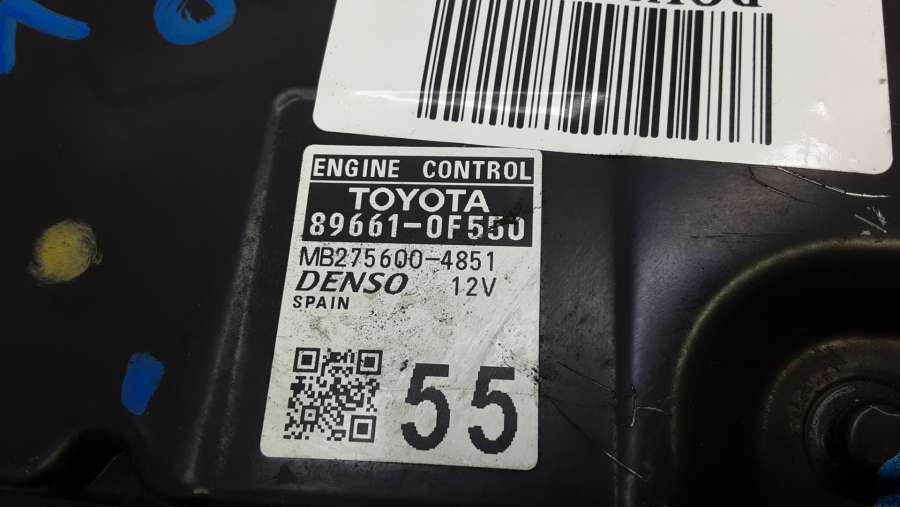 ENGINE CONTROL
TOYOTA
89661-0F550
MB275600-4851
DENSO 12V
SPAIN
55